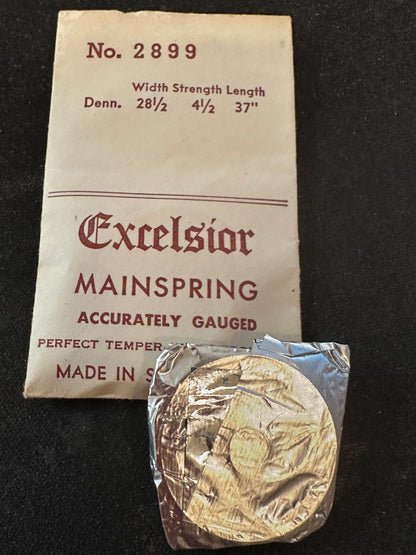 No. 2899
Width Strength Length
Denn. 28½ 4½ 37"
Excelsior
MAINSPRING
ACCURATELY GAUGED
PERFECT TEMPER
MADE IN S